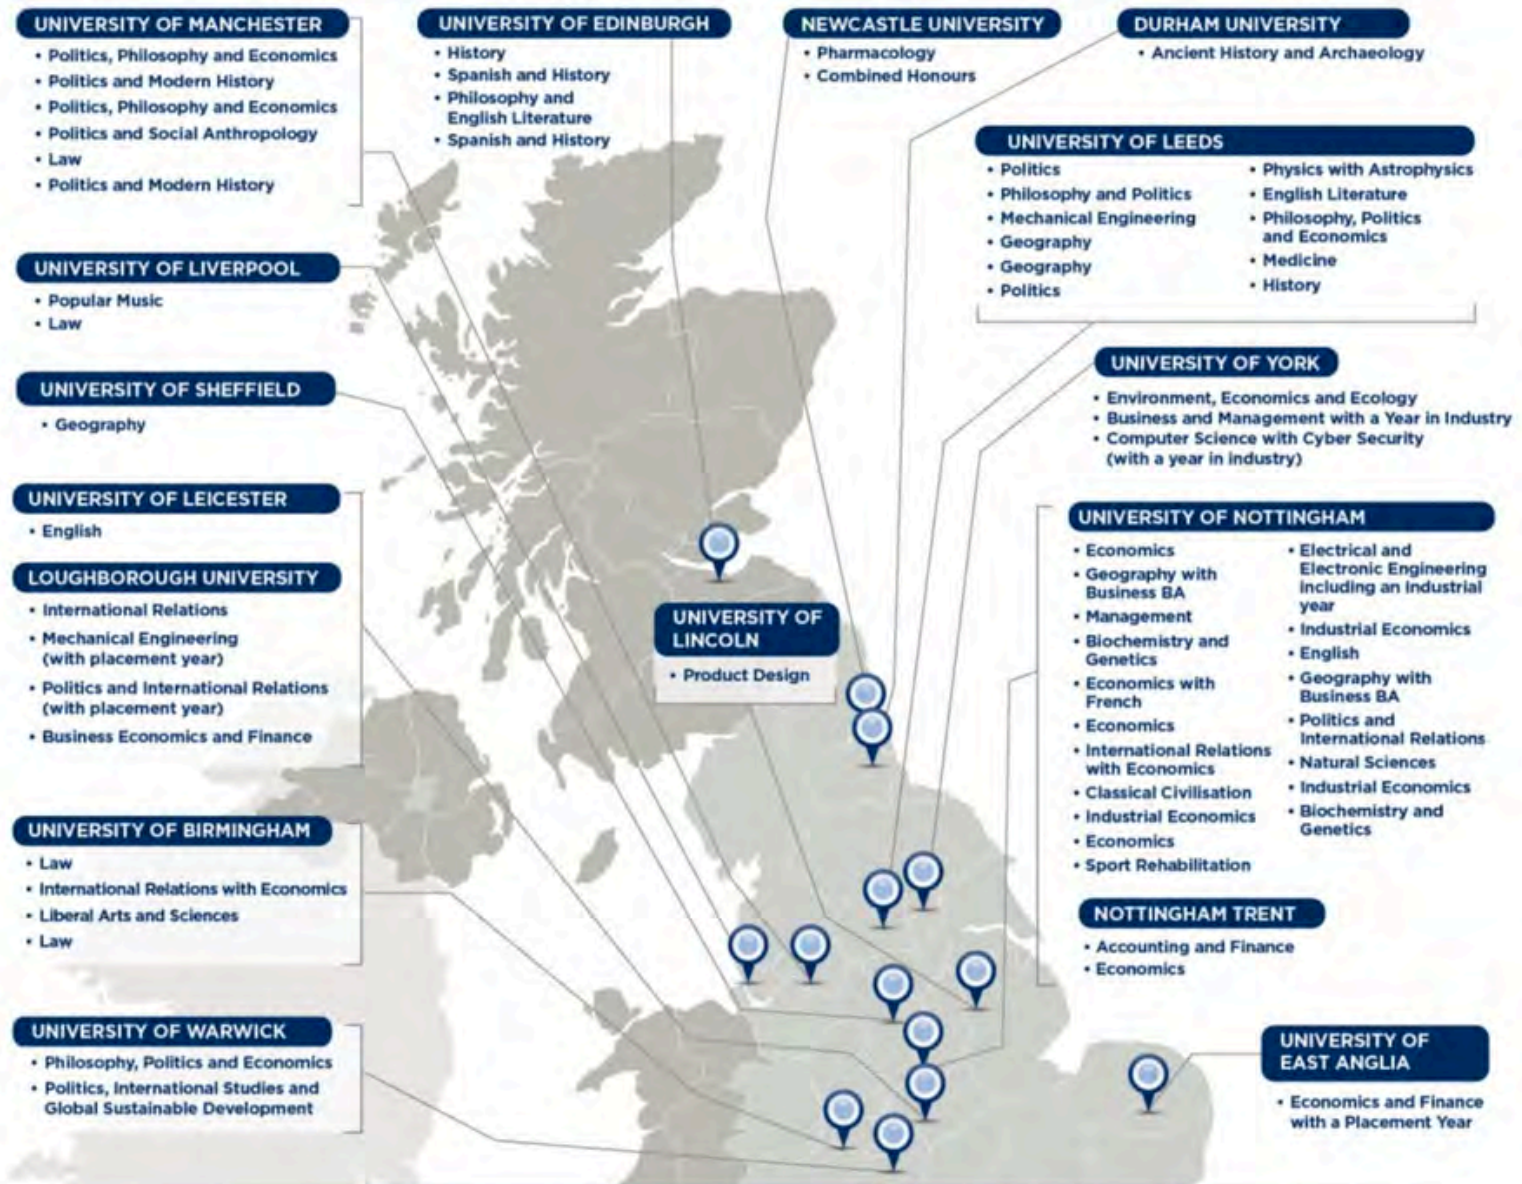 UNIVERSITY OF MANCHESTER
• Politics, Philosophy and Economics
• Politics and Modern History
• Politics, Philosophy and Economics
• Politics and Social Anthropology
• Law
• Politics and Modern History
UNIVERSITY OF EDINBURGH
• History
• Spanish and History
• Philosophy and
English Literature
• Spanish and History
NEWCASTLE UNIVERSITY
• Pharmacology
• Combined Honours
DURHAM UNIVERSITY
• Ancient History and Archaeology
UNIVERSITY OF LEEDS
• Politics
• Philosophy and Politics
• Mechanical Engineering
• Geography
• Geography
• Politics
• Physics with Astrophysics
• English Literature
• Philosophy, Politics
and Economics
• Medicine
• History
UNIVERSITY OF LIVERPOOL
• Popular Music
• Law
UNIVERSITY OF SHEFFIELD
• Geography
UNIVERSITY OF YORK
• Environment, Economics and Ecology
• Business and Management with a Year in Industry
• Computer Science with Cyber Security
(with a year in industry)
UNIVERSITY OF LEICESTER
• English
LOUGHBOROUGH UNIVERSITY
• International Relations
• Mechanical Engineering
(with placement year)
• Politics and International Relations
(with placement year)
• Business Economics and Finance
UNIVERSITY OF
LINCOLN
• Product Design
UNIVERSITY OF NOTTINGHAM
• Economics
• Geography with
Business BA
• Management
• Biochemistry and
Genetics
• Economics with
French
• Economics
• International Relations
with Economics
• Classical Civilisation
• Industrial Economics
• Economics
• Sport Rehabilitation
• Electrical and
Electronic Engineering
including an Industrial
year
• Industrial Economics
• English
• Geography with
Business BA
• Politics and
International Relations
• Natural Sciences
• Industrial Economics
• Biochemistry and
Genetics
UNIVERSITY OF BIRMINGHAM
• Law
• International Relations with Economics
• Liberal Arts and Sciences
• Law
NOTTINGHAM TRENT
• Accounting and Finance
• Economics
UNIVERSITY OF WARWICK
• Philosophy, Politics and Economics
• Politics, International Studies and
Global Sustainable Development
UNIVERSITY OF
EAST ANGLIA
• Economics and Finance
with a Placement Year